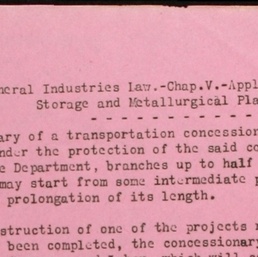 neral Industries Law.-Chap.V.-Appl
Storage and Metallurgical Pla
- - - - - - - - - - - -
ary of a transportation concession
nder the protection of the said co
e Department, branches up to half
may start from some intermediate p
prolongation of its length.
struction of one of the projects r
been completed, the concessionary